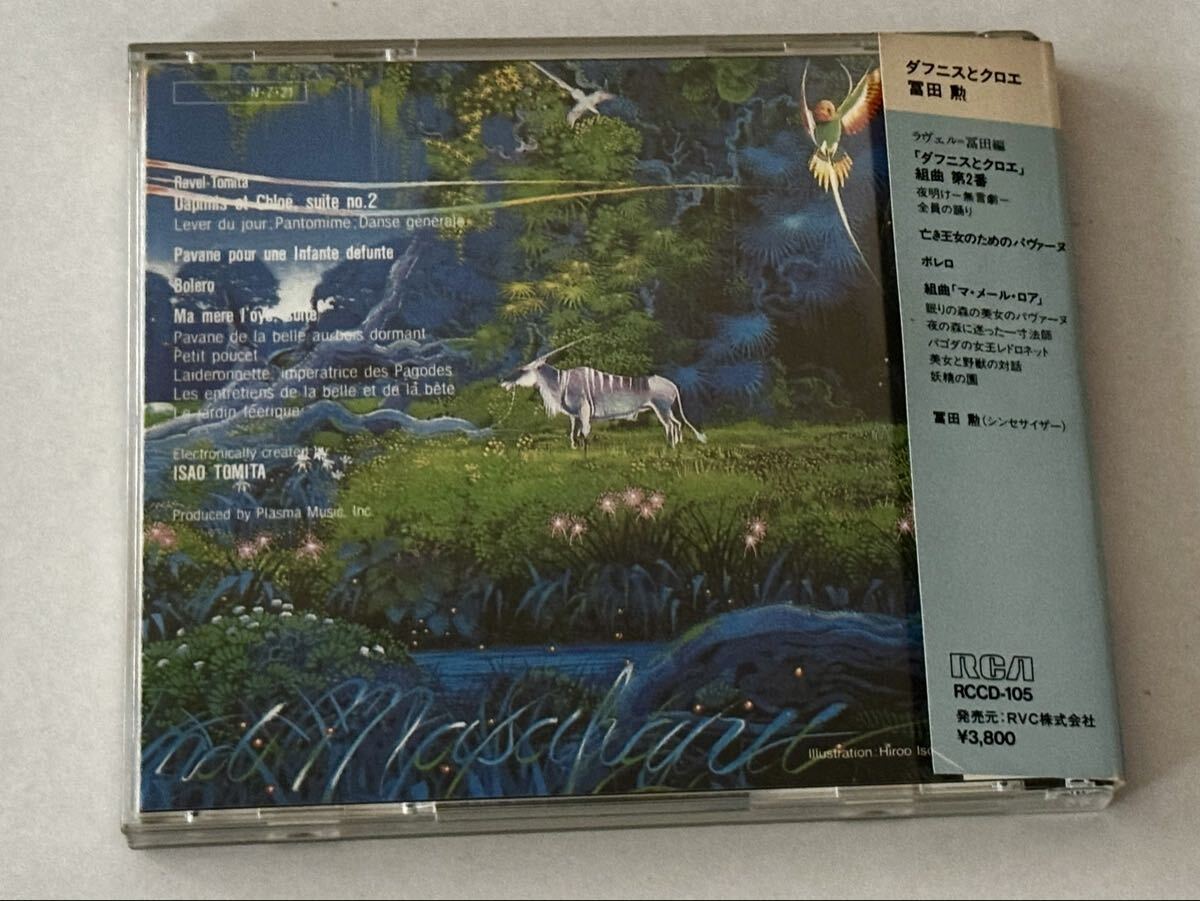 N-7・21
Ravel-Tomita
Daphnis et Chloé, suite no.2
Lever du jour. Pantomime. Danse générale
Pavane pour une Infante defunte
Bolero
Ma mere l'oye, suite
Pavane de la belle au bois dormant
Petit poucet
Laiderongette, imperatrice des Pagodes
Les entretiens de la belle et de la bête
Le jardin féerique
Electronically created by
ISAO TOMITA
Produced by Plasma Music, Inc.
Masaharu
Illustration: Hiroo Iso
ダフニスとクロエ
冨田 勲
ラヴェル=冨田編
「ダフニスとクロエ」
組曲 第2番
夜明けー無言劇ー
全員の踊り
亡き王女のためのパヴァーヌ
ボレロ
組曲「マ・メール・ロア」
眠りの森の美女のパヴァーヌ
夜の森に迷った一寸法師
パゴダの女王レドロネット
美女と野獣の対話
妖精の園
冨田 勲(シンセサイザー)
RCA
RCCD-105
発売元:RVC株式会社
¥3,800